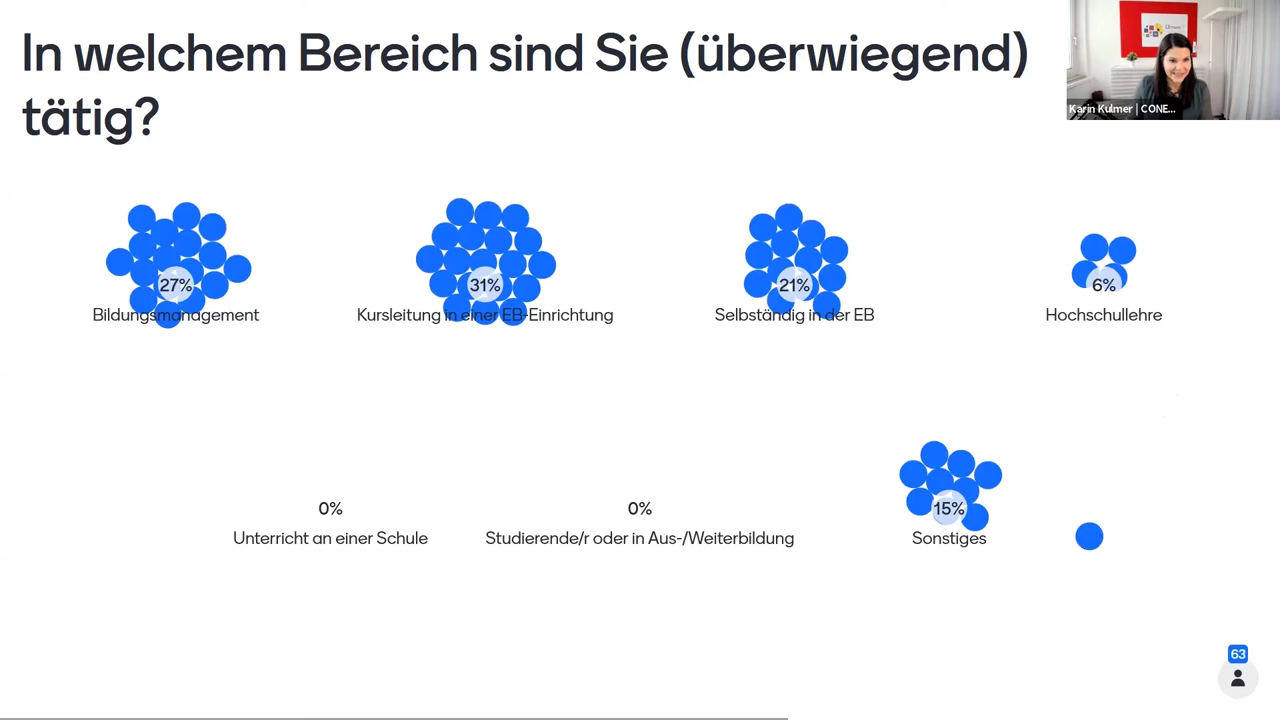 In welchem Bereich sind Sie (überwiegend)
tätig?
Karin Kulmer | CONE...
27%
Bildungsmanagement
31%
Kursleitung in einer EB-Einrichtung
21%
Selbständig in der EB
6%
Hochschullehre
0%
Unterricht an einer Schule
0%
Studierende/r oder in Aus-/Weiterbildung
15%
Sonstiges
63